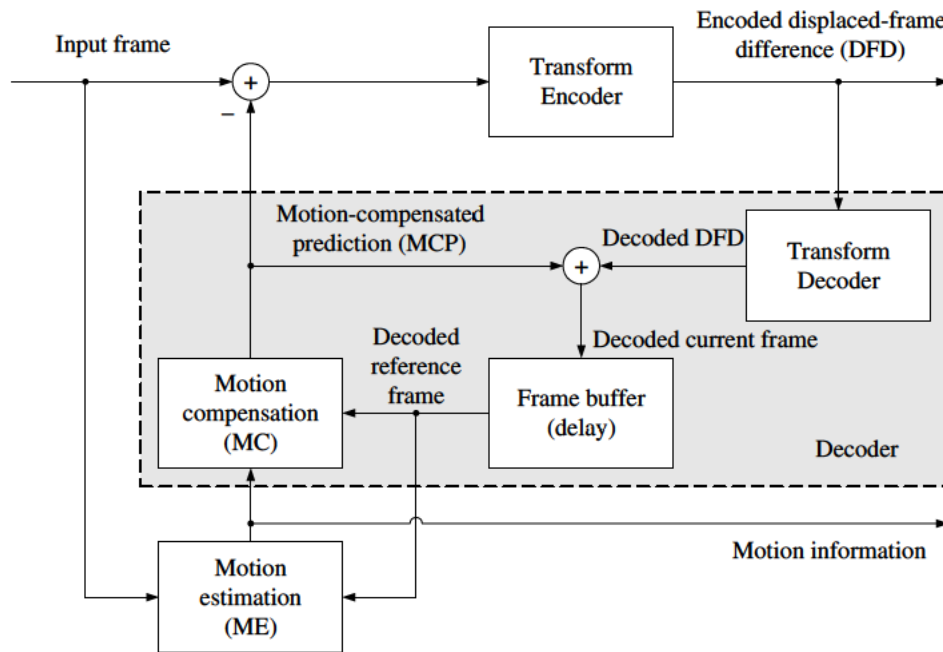 Input frame
Encoded displaced-frame
difference (DFD)
+
Transform
Encoder
−
Motion-compensated
prediction (MCP)
Decoded DFD
+
Transform
Decoder
Decoded current frame
Decoded
reference
frame
Motion
compensation
(MC)
Frame buffer
(delay)
Decoder
Motion information
Motion
estimation
(ME)